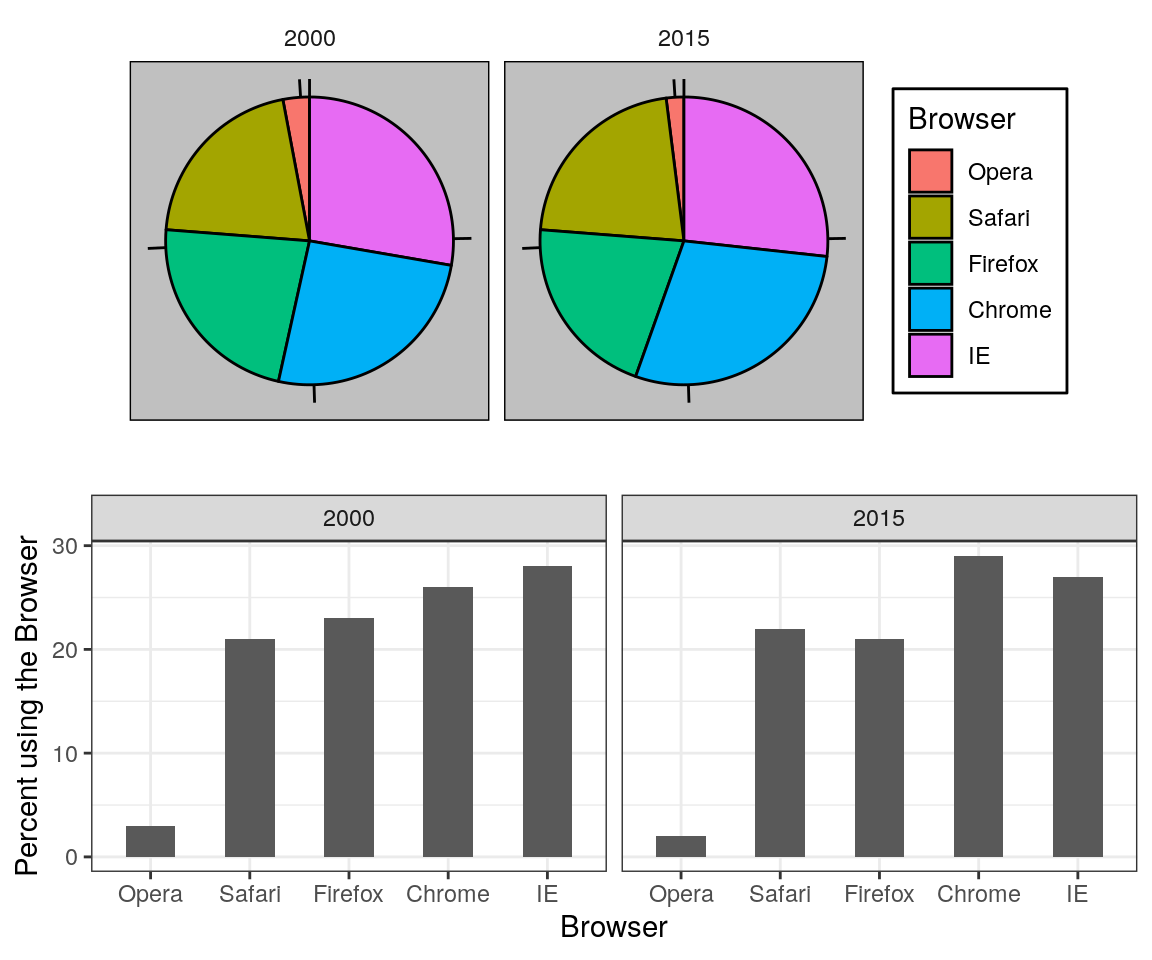 2000 2015
Browser
Opera
Safari
Firefox
Chrome
IE
2000 2015
Percent using the Browser
30
20
10
0
Opera Safari Firefox Chrome IE Opera Safari Firefox Chrome IE
Browser